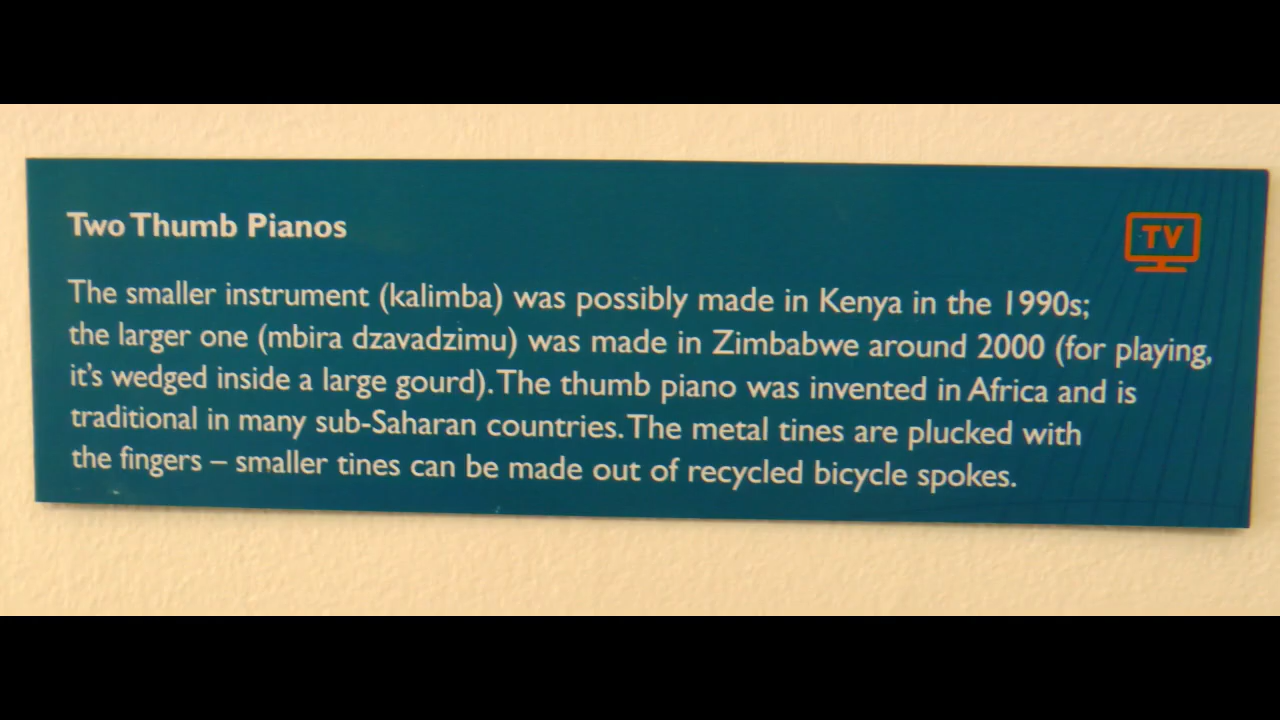 Two Thumb Pianos
TV
The smaller instrument (kalimba) was possibly made in Kenya in the 1990s;
the larger one (mbira dzavadzimu) was made in Zimbabwe around 2000 (for playing,
it's wedged inside a large gourd). The thumb piano was invented in Africa and is
traditional in many sub-Saharan countries. The metal tines are plucked with
the fingers – smaller tines can be made out of recycled bicycle spokes.